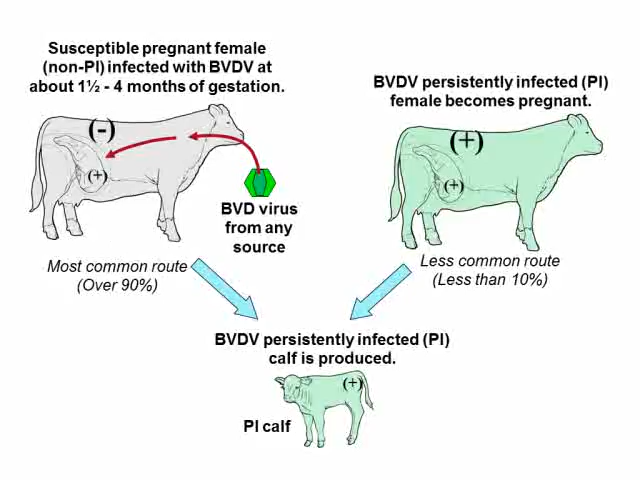 Susceptible pregnant female
(non-PI) infected with BVDV at
about 1½ - 4 months of gestation.
BVDV persistently infected (PI)
female becomes pregnant.
(-)
(+)
(+)
(+)
BVD virus
from any
source
Most common route
(Over 90%)
Less common route
(Less than 10%)
BVDV persistently infected (PI)
calf is produced.
(+)
PI calf